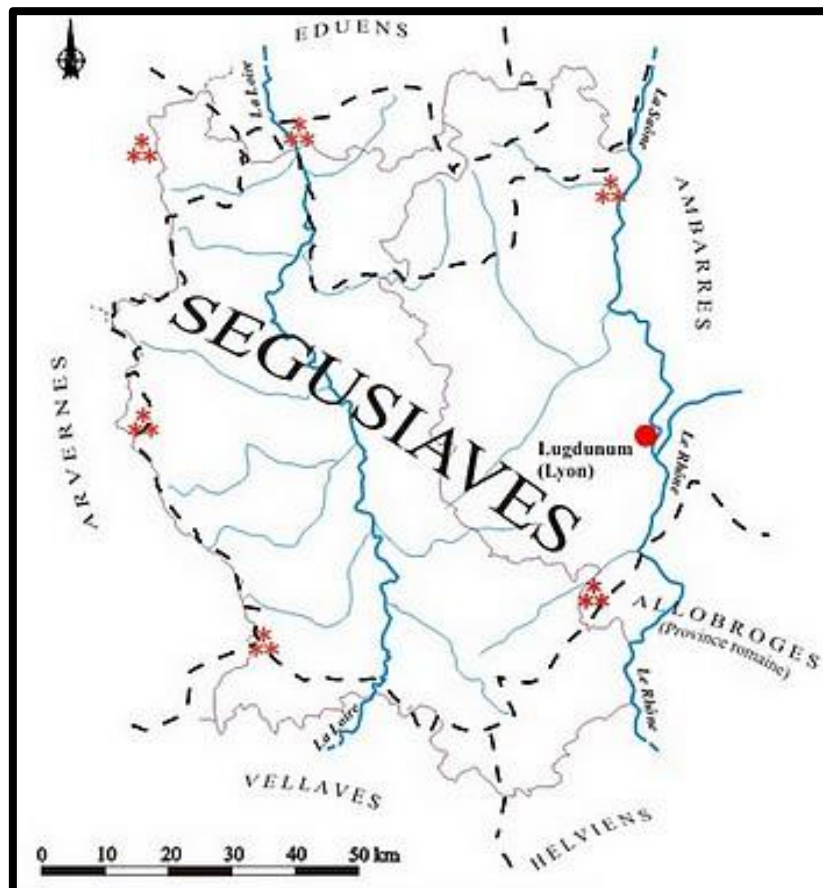 EDUENS
La Loire
La Saône
AMBARRES
SEGUSIAVES
ARVERNES
Lugdunum
(Lyon)
Le Rhône
ALLOBROGES
(Province romaine)
La Loire
Le Rhône
VELLAVES
HELVIENS
0 10 20 30 40 50 km